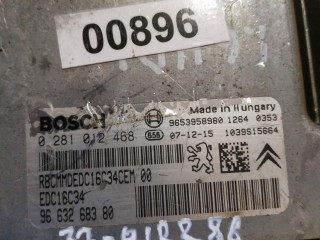 00896
BOSCH
Made in Hungary
9653958980 1264 0353
0 281 012 468 658 07-12-15 1039S15664
RBCMMDEDC16C34CEM 00
EDC16C34
96 632 683 80